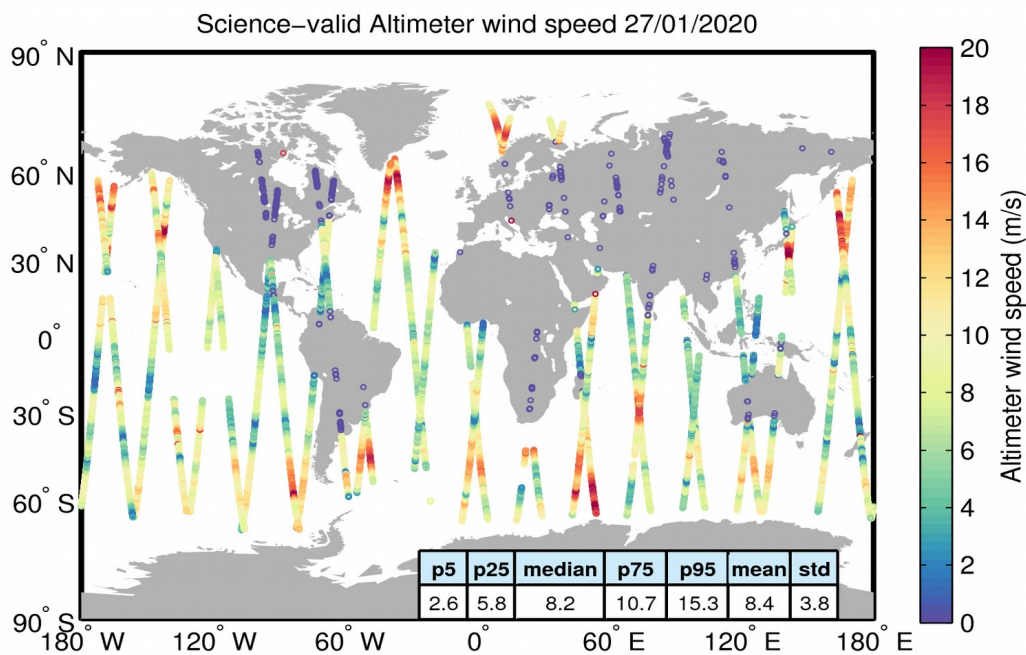 Science−valid Altimeter wind speed 27/01/2020
90° N
60° N
30° N
0°
30° S
60° S
90° S
180° W
120° W
60° W
0°
60° E
120° E
180° E
p5 p25 median p75 p95 mean std
2.6 5.8 8.2 10.7 15.3 8.4 3.8
20
18
16
14
12
10
8
6
4
2
0
Altimeter wind speed (m/s)